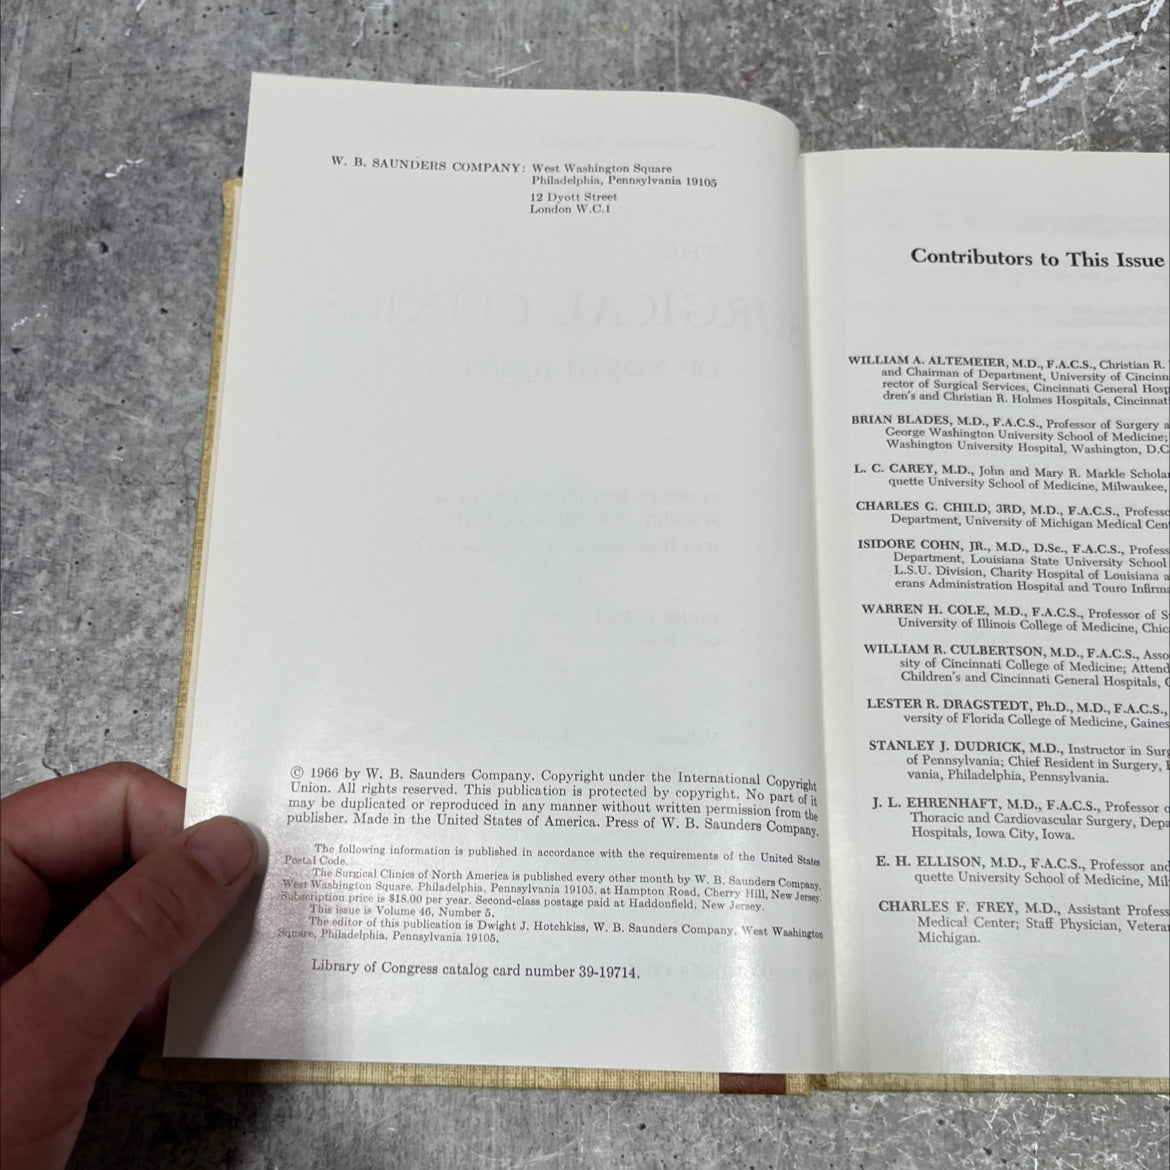 W. B. SAUNDERS COMPANY: West Washington Square
Philadelphia, Pennsylvania 19105
12 Dyott Street
London W.C.1
© 1966 by W. B. Saunders Company. Copyright under the International Copyright
Union. All rights reserved. This publication is protected by copyright. No part of it
may be duplicated or reproduced in any manner without written permission from the
publisher. Made in the United States of America. Press of W. B. Saunders Company.
The following information is published in accordance with the requirements of the United States
Postal Code.
The Surgical Clinics of North America is published every other month by W. B. Saunders Company,
West Washington Square, Philadelphia, Pennsylvania 19105, at Hampton Road, Cherry Hill, New Jersey.
Subscription price is $18.00 per year. Second-class postage paid at Haddonfield, New Jersey.
This issue is Volume 46, Number 5.
The editor of this publication is Dwight J. Hotchkiss, W. B. Saunders Company, West Washington
Square, Philadelphia, Pennsylvania 19105.
Library of Congress catalog card number 39-19714.
Contributors to This Issue
WILLIAM A. ALTEMEIER, M.D., F.A.C.S., Christian R.
and Chairman of Department, University of Cincinn
rector of Surgical Services, Cincinnati General Hosp
dren's and Christian R. Holmes Hospitals, Cincinnat
BRIAN BLADES, M.D., F.A.C.S., Professor of Surgery a
George Washington University School of Medicine;
Washington University Hospital, Washington, D.C
L. C. CAREY, M.D., John and Mary R. Markle Schola
quette University School of Medicine, Milwaukee,
CHARLES G. CHILD, 3RD, M.D., F.A.C.S., Professo
Department, University of Michigan Medical Cen
ISIDORE COHN, JR., M.D., D.Sc., F.A.C.S., Profess
Department, Louisiana State University School
L.S.U. Division, Charity Hospital of Louisiana a
erans Administration Hospital and Touro Infirm
WARREN H. COLE, M.D., F.A.C.S., Professor of S
University of Illinois College of Medicine, Chic
WILLIAM R. CULBERTSON, M.D., F.A.C.S., Asso
sity of Cincinnati College of Medicine; Attend
Children's and Cincinnati General Hospitals, C
LESTER R. DRAGSTEDT, Ph.D., M.D., F.A.C.S.,
versity of Florida College of Medicine, Gaines
STANLEY J. DUDRICK, M.D., Instructor in Surg
of Pennsylvania; Chief Resident in Surgery, H
vania, Philadelphia, Pennsylvania.
J. L. EHRENHAFT, M.D., F.A.C.S., Professor o
Thoracic and Cardiovascular Surgery, Depa
Hospitals, Iowa City, Iowa.
E. H. ELLISON, M.D., F.A.C.S., Professor and
quette University School of Medicine, Mil
CHARLES F. FREY, M.D., Assistant Profess
Medical Center; Staff Physician, Vetera
Michigan.